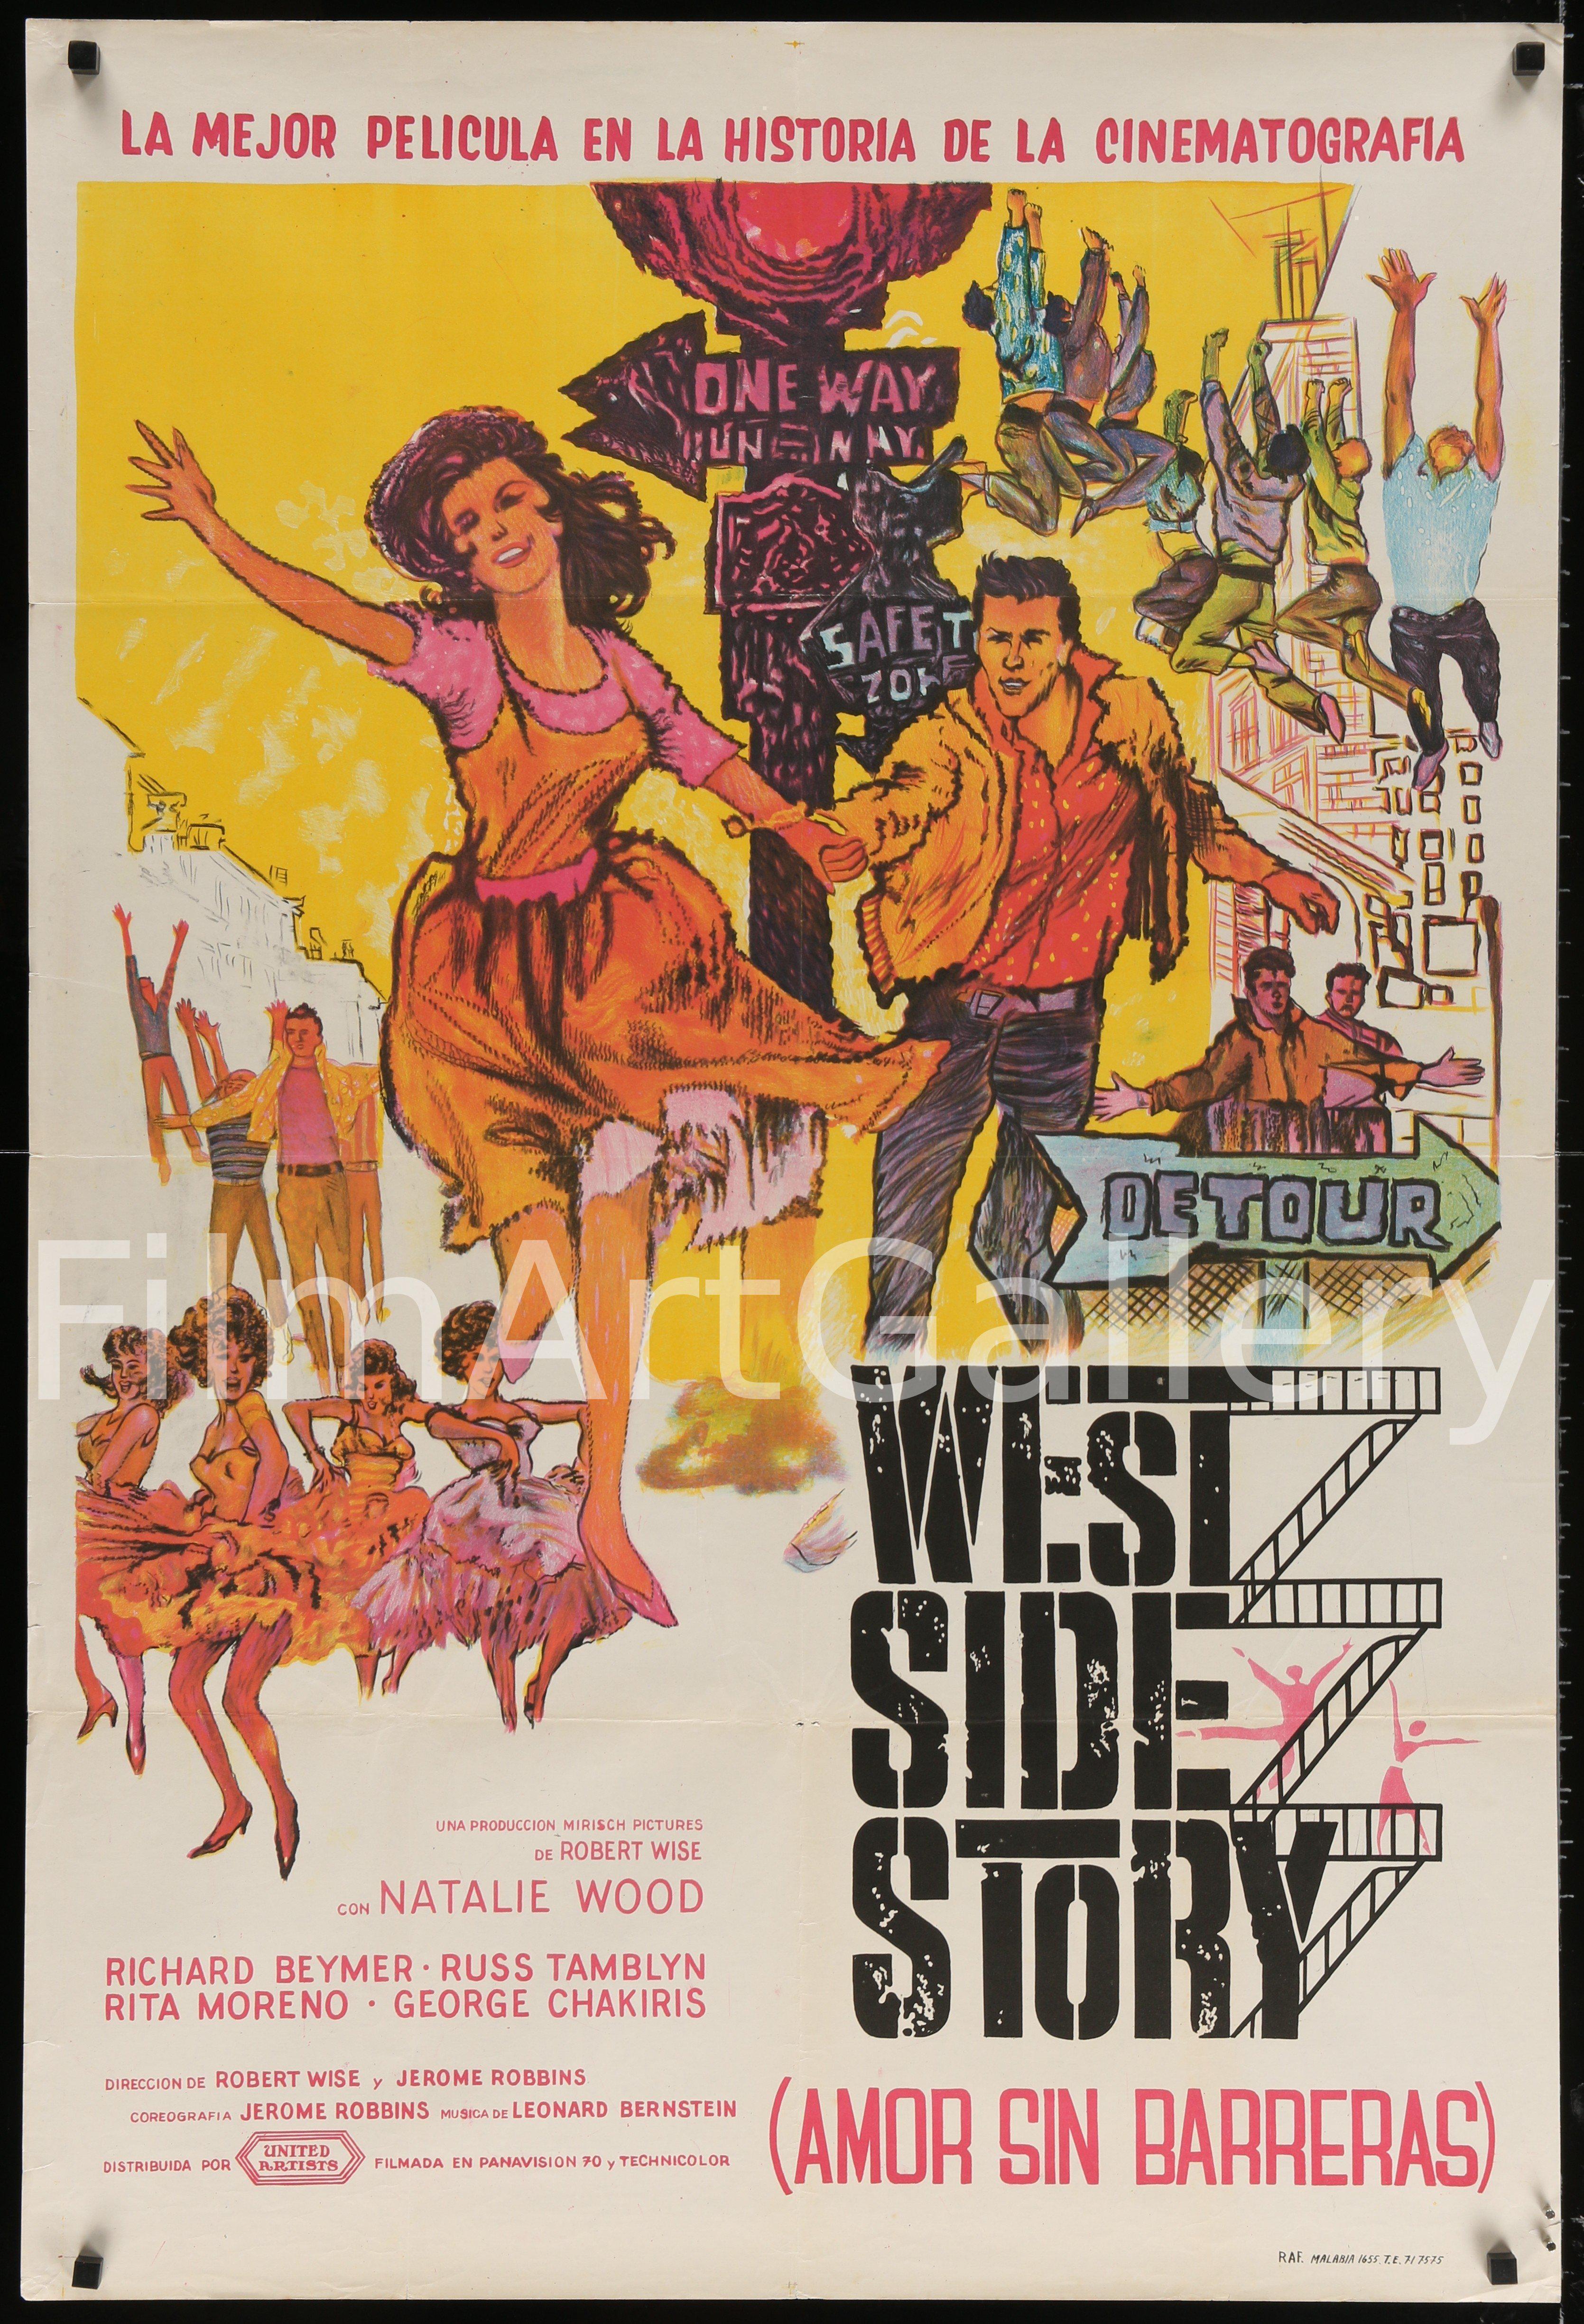 LA MEJOR PELICULA EN LA HISTORIA DE LA CINEMATOGRAFIA
ONE WAY
SAFET
ZONE
DETOUR
FilmArtGallery
WEST
SIDE
STORY
UNA PRODUCCION MIRISCH PICTURES
DE ROBERT WISE
CON NATALIE WOOD
RICHARD BEYMER · RUSS TAMBLYN
RITA MORENO · GEORGE CHAKIRIS
DIRECCION DE ROBERT WISE y JEROME ROBBINS
COREOGRAFIA JEROME ROBBINS MUSICA DE LEONARD BERNSTEIN
DISTRIBUIDA POR UNITED ARTISTS FILMADA EN PANAVISION 70 y TECHNICOLOR
(AMOR SIN BARRERAS)
RAF. MALABIA 1655. T.E. 71 7575